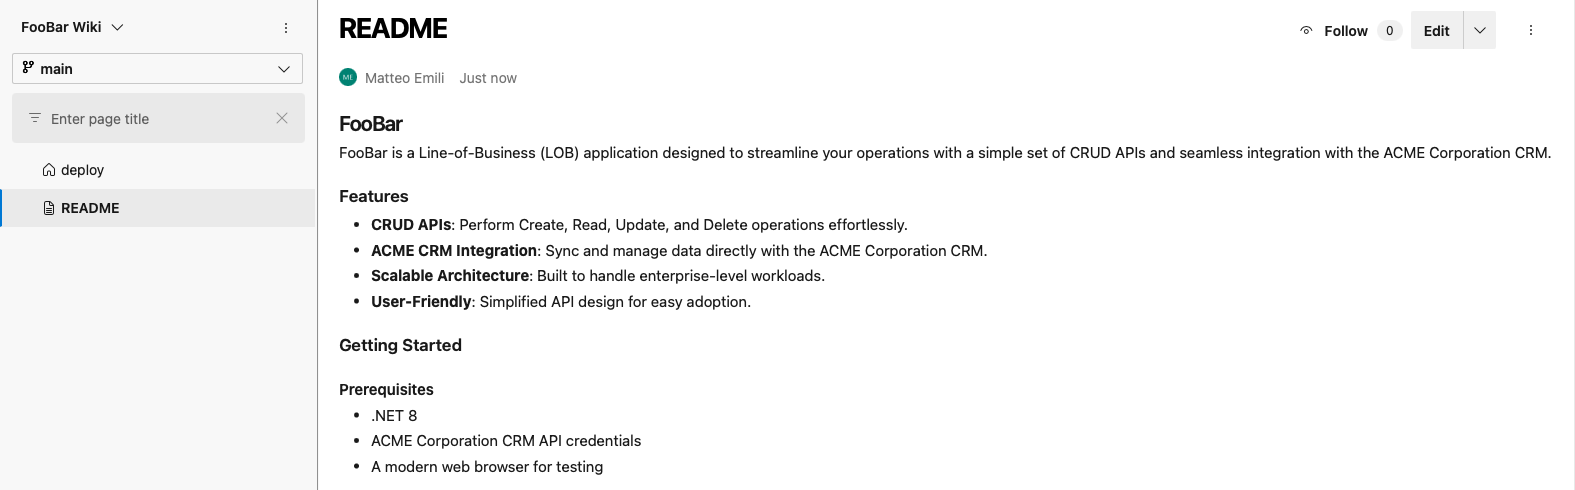 FooBar Wiki
main
Enter page title
deploy
README
README
Follow 0 Edit
ME Matteo Emili Just now
FooBar
FooBar is a Line-of-Business (LOB) application designed to streamline your operations with a simple set of CRUD APIs and seamless integration with the ACME Corporation CRM.
Features
• CRUD APIs: Perform Create, Read, Update, and Delete operations effortlessly.
• ACME CRM Integration: Sync and manage data directly with the ACME Corporation CRM.
• Scalable Architecture: Built to handle enterprise-level workloads.
• User-Friendly: Simplified API design for easy adoption.
Getting Started
Prerequisites
• .NET 8
• ACME Corporation CRM API credentials
• A modern web browser for testing